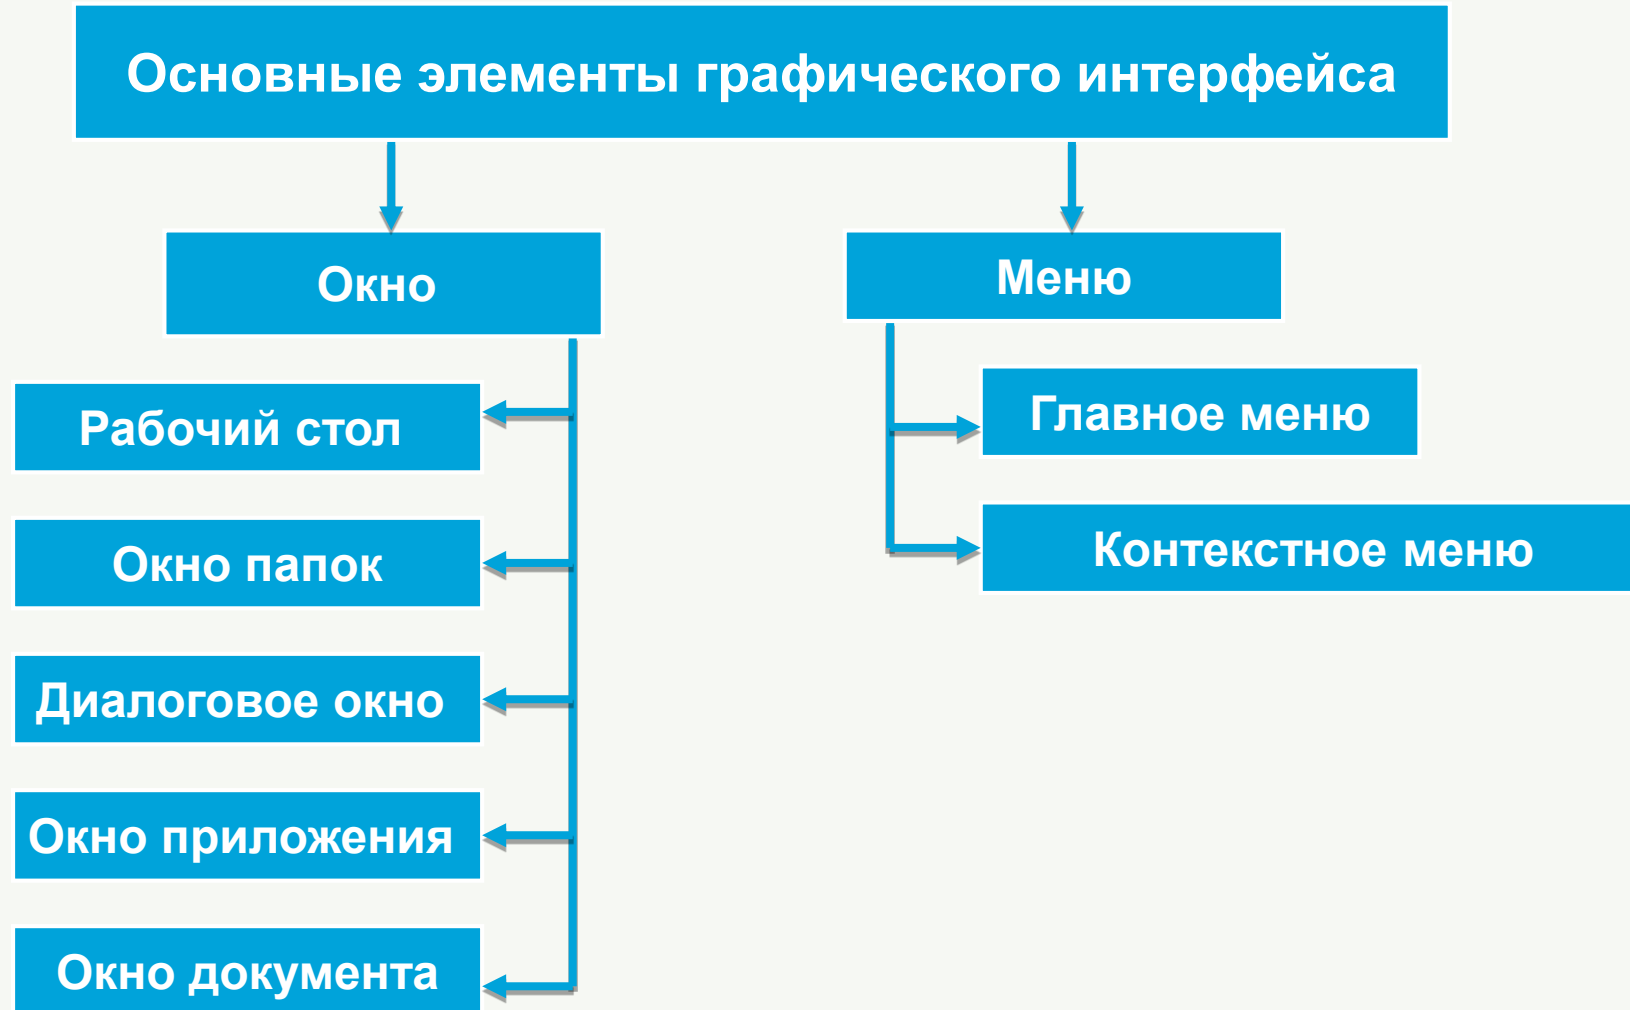 Основные элементы графического интерфейса
Окно
Меню
Рабочий стол
Главное меню
Окно папок
Контекстное меню
Диалоговое окно
Окно приложения
Окно документа